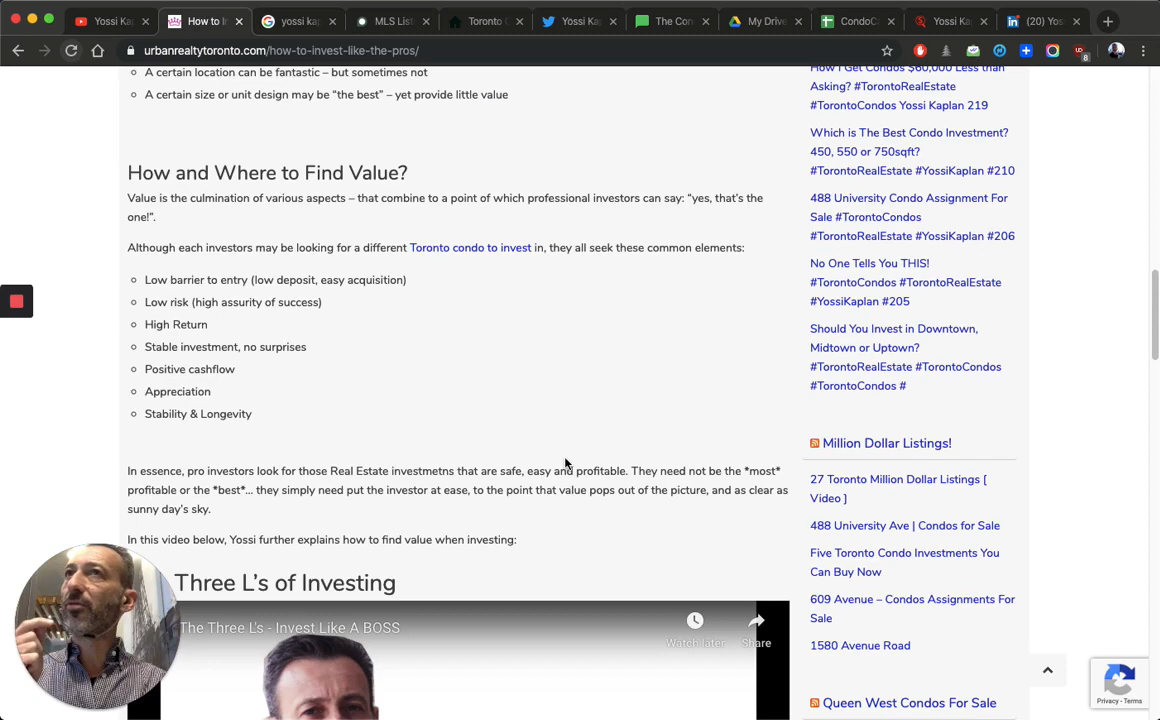 Yossi Ka
How to I
yossi ka
MLS List
Toronto C
Yossi Ka
The Con
My Drive
CondoCa
Yossi Ka
(20) Yos
urbanrealtytoronto.com/how-to-invest-like-the-pros/
8
A certain location can be fantastic – but sometimes not
A certain size or unit design may be “the best” – yet provide little value
How and Where to Find Value?
Value is the culmination of various aspects – that combine to a point of which professional investors can say: “yes, that’s the
one!”.
Although each investors may be looking for a different Toronto condo to invest in, they all seek these common elements:
Low barrier to entry (low deposit, easy acquisition)
Low risk (high assurity of success)
High Return
Stable investment, no surprises
Positive cashflow
Appreciation
Stability & Longevity
In essence, pro investors look for those Real Estate investmetns that are safe, easy and profitable. They need not be the *most*
profitable or the *best*… they simply need put the investor at ease, to the point that value pops out of the picture, and as clear as
sunny day’s sky.
In this video below, Yossi further explains how to find value when investing:
Three L’s of Investing
The Three L's - Invest Like A BOSS
Watch later
Share
How I Get Condos $60,000 Less than
Asking? #TorontoRealEstate
#TorontoCondos Yossi Kaplan 219
Which is The Best Condo Investment?
450, 550 or 750sqft?
#TorontoRealEstate #YossiKaplan #210
488 University Condo Assignment For
Sale #TorontoCondos
#TorontoRealEstate #YossiKaplan #206
No One Tells You THIS!
#TorontoCondos #TorontoRealEstate
#YossiKaplan #205
Should You Invest in Downtown,
Midtown or Uptown?
#TorontoRealEstate #TorontoCondos
#TorontoCondos #
Million Dollar Listings!
27 Toronto Million Dollar Listings [
Video ]
488 University Ave | Condos for Sale
Five Toronto Condo Investments You
Can Buy Now
609 Avenue – Condos Assignments For
Sale
1580 Avenue Road
Queen West Condos For Sale
Privacy - Terms